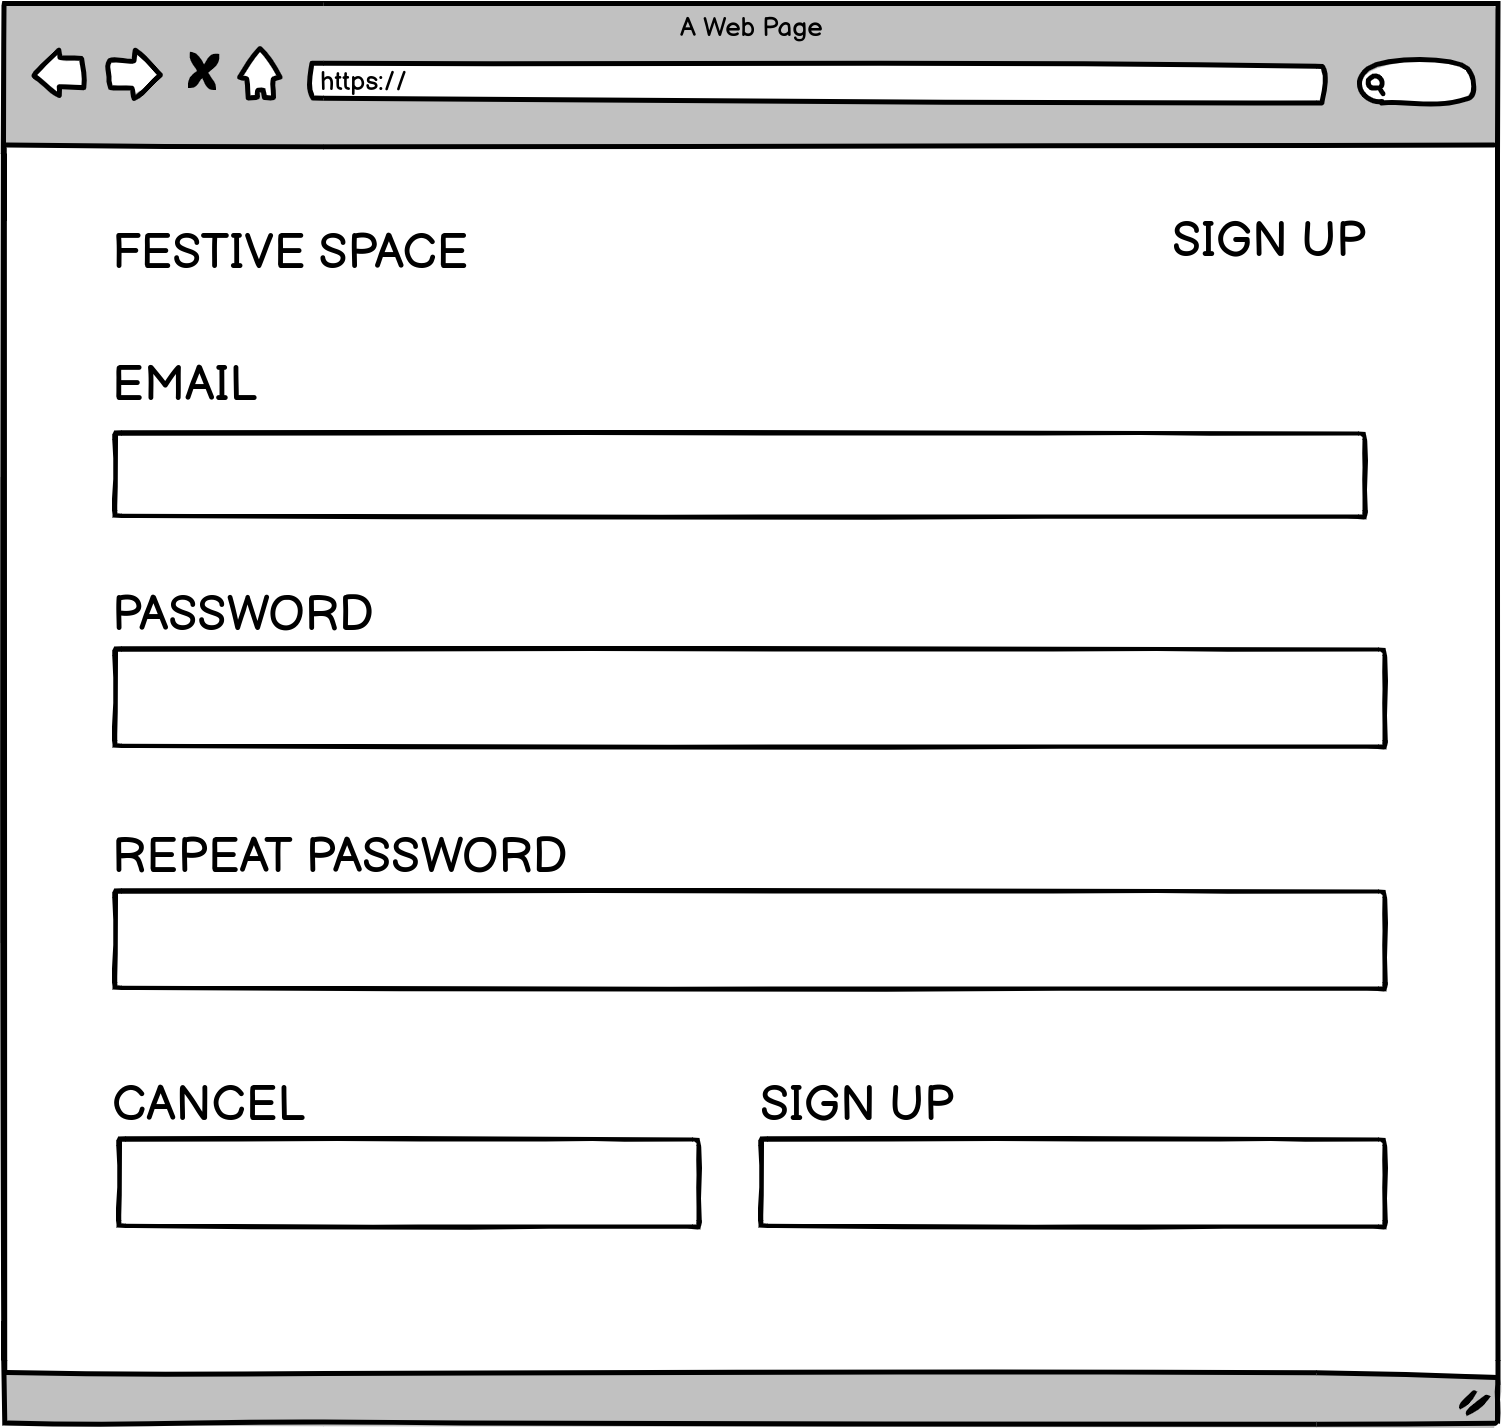 A Web Page
https://
FESTIVE SPACE
SIGN UP
EMAIL
PASSWORD
REPEAT PASSWORD
CANCEL
SIGN UP